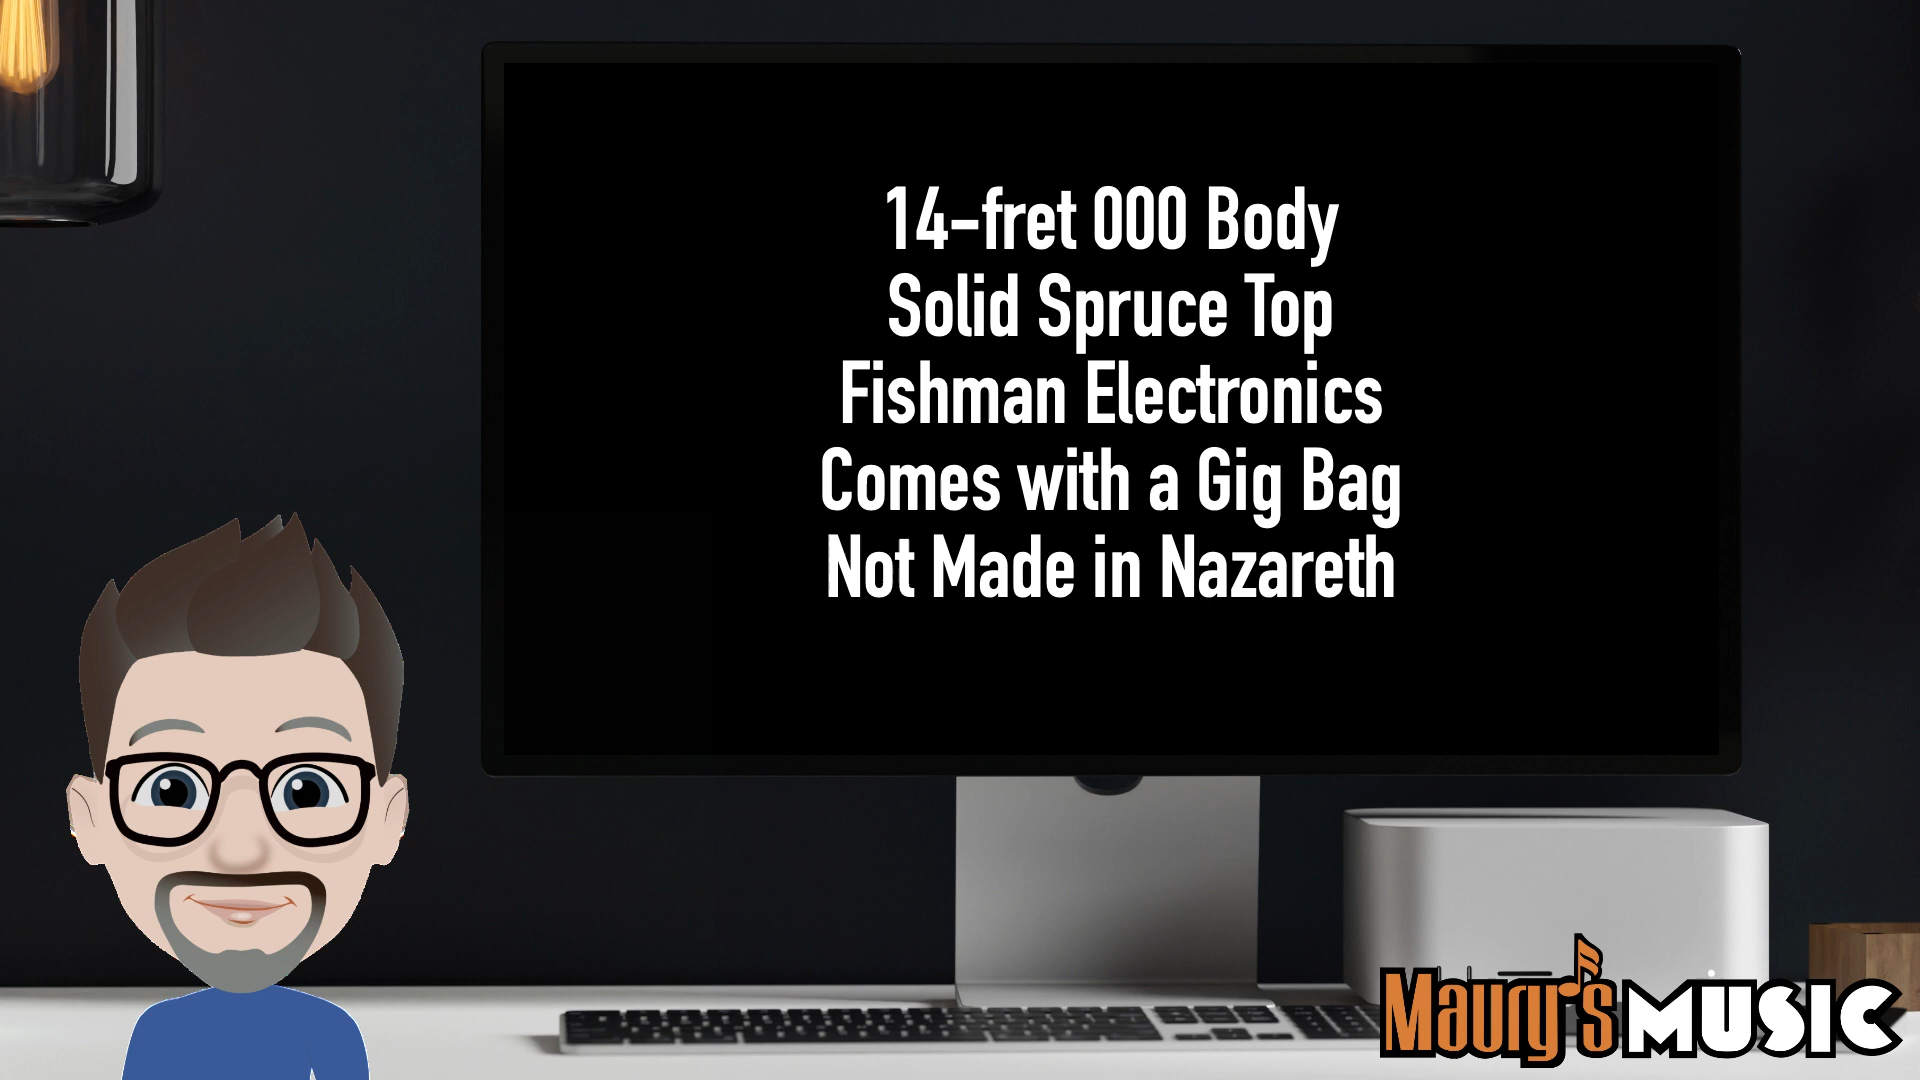 14-fret 000 Body
Solid Spruce Top
Fishman Electronics
Comes with a Gig Bag
Not Made in Nazareth
Maury's MUSIC